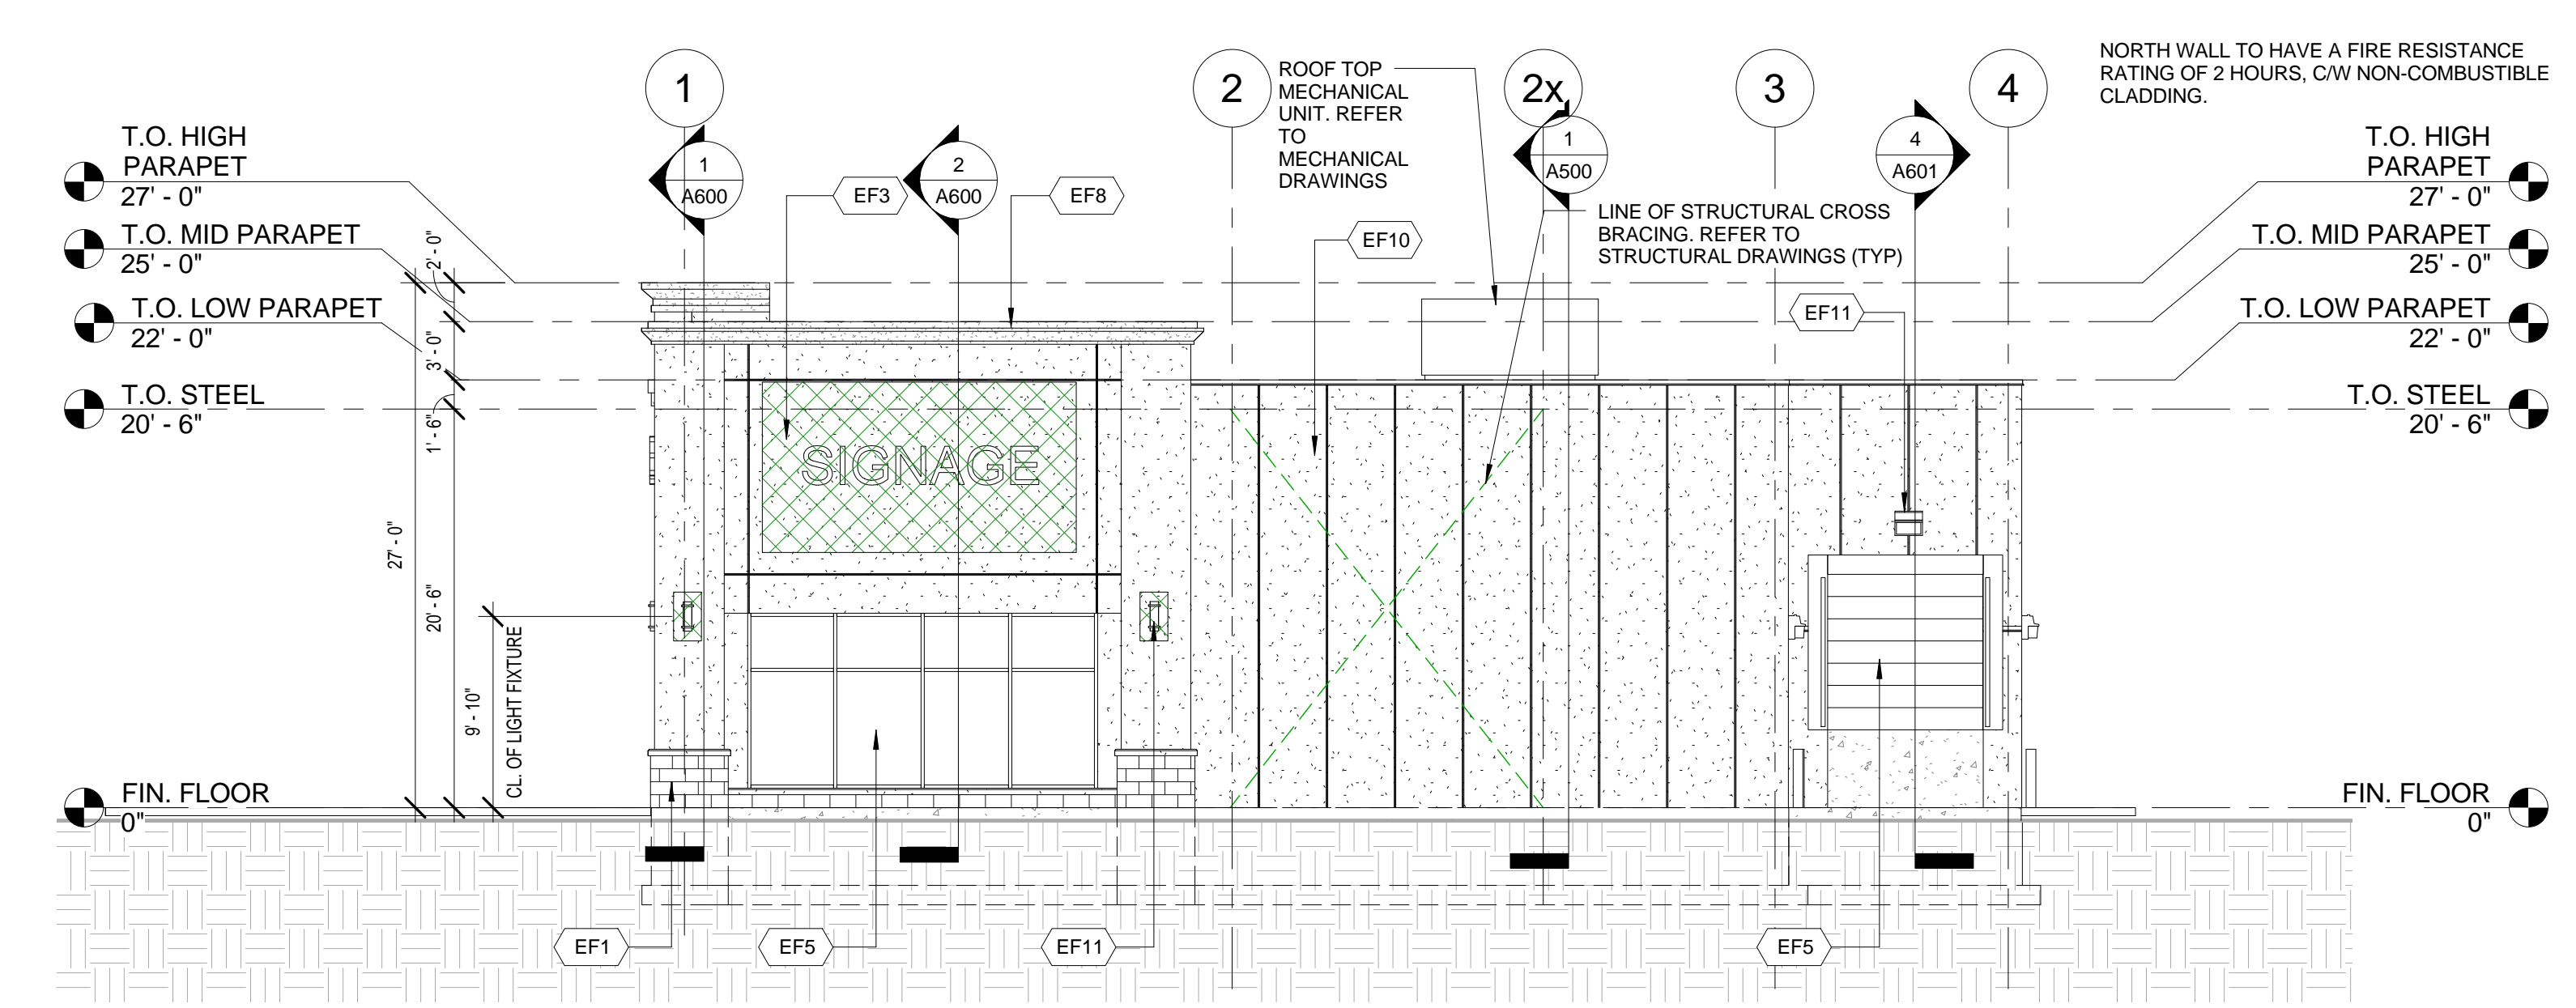 1
2
2x
3
4
ROOF TOP
MECHANICAL
UNIT. REFER
TO
MECHANICAL
DRAWINGS
NORTH WALL TO HAVE A FIRE RESISTANCE
RATING OF 2 HOURS, C/W NON-COMBUSTIBLE
CLADDING.
T.O. HIGH
PARAPET
27' - 0"
T.O. MID PARAPET
25' - 0"
T.O. LOW PARAPET
22' - 0"
T.O. STEEL
20' - 6"
FIN. FLOOR
0"
2' - 0"
3' - 0"
1' - 6"
27' - 0"
20' - 6"
9' - 10"
CL. OF LIGHT FIXTURE
1
A600
2
A600
1
A500
4
A601
EF3
EF8
EF10
LINE OF STRUCTURAL CROSS
BRACING. REFER TO
STRUCTURAL DRAWINGS (TYP)
EF11
SIGNAGE
EF1
EF5
EF11
EF5
T.O. HIGH
PARAPET
27' - 0"
T.O. MID PARAPET
25' - 0"
T.O. LOW PARAPET
22' - 0"
T.O. STEEL
20' - 6"
FIN. FLOOR
0"